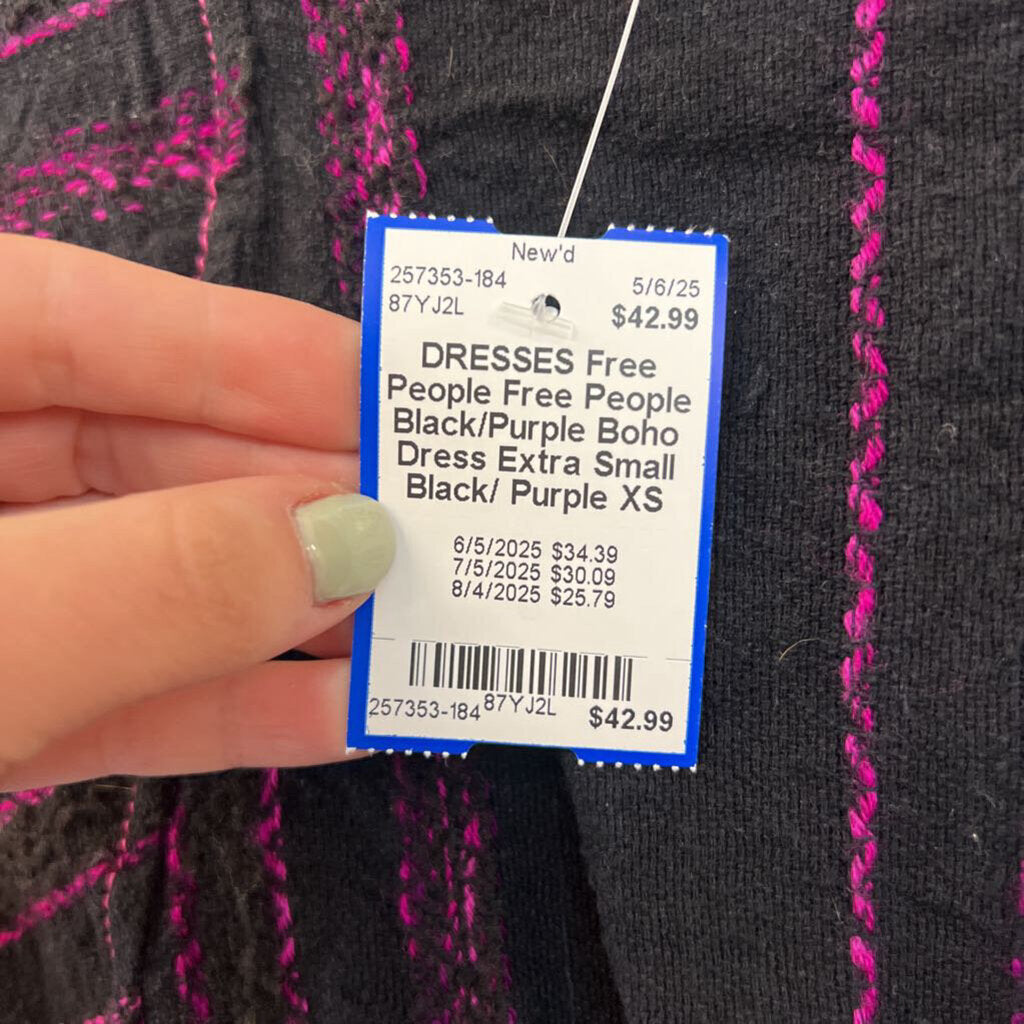 New'd
257353-184 5/6/25
87YJ2L $42.99
DRESSES Free
People Free People
Black/Purple Boho
Dress Extra Small
Black/ Purple XS
6/5/2025 $34.39
7/5/2025 $30.09
8/4/2025 $25.79
257353-184 87YJ2L $42.99